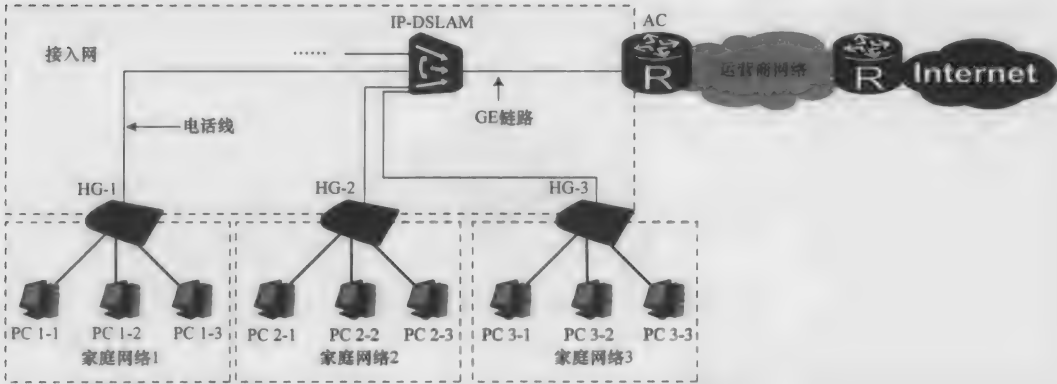 IP-DSLAM
AC
接入网
……
R
运营商网络
R
Internet
GE链路
电话线
HG-1
HG-2
HG-3
PC 1-1
PC 1-2
PC 1-3
PC 2-1
PC 2-2
PC 2-3
PC 3-1
PC 3-2
PC 3-3
家庭网络1
家庭网络2
家庭网络3